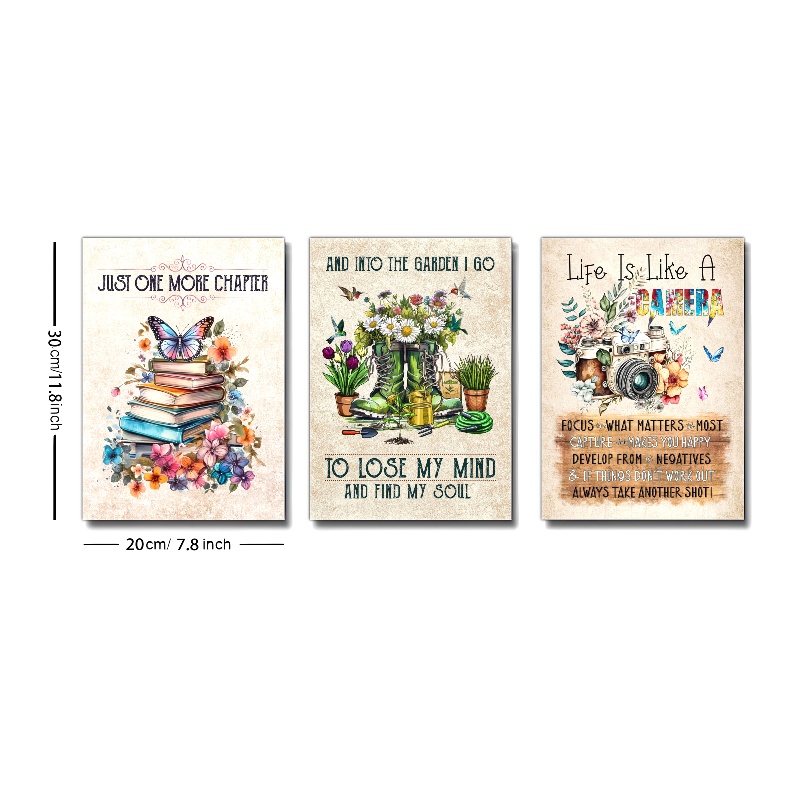 JUST ONE MORE CHAPTER
AND INTO THE GARDEN I GO
TO LOSE MY MIND
AND FIND MY SOUL
Life Is Like A
CAMERA
FOCUS ON WHAT MATTERS THE MOST
CAPTURE WHAT MAKES YOU HAPPY
DEVELOP FROM THE NEGATIVES
& IF THINGS DON'T WORK OUT
ALWAYS TAKE ANOTHER SHOT!
30cm/11.8inch
20cm/ 7.8 inch